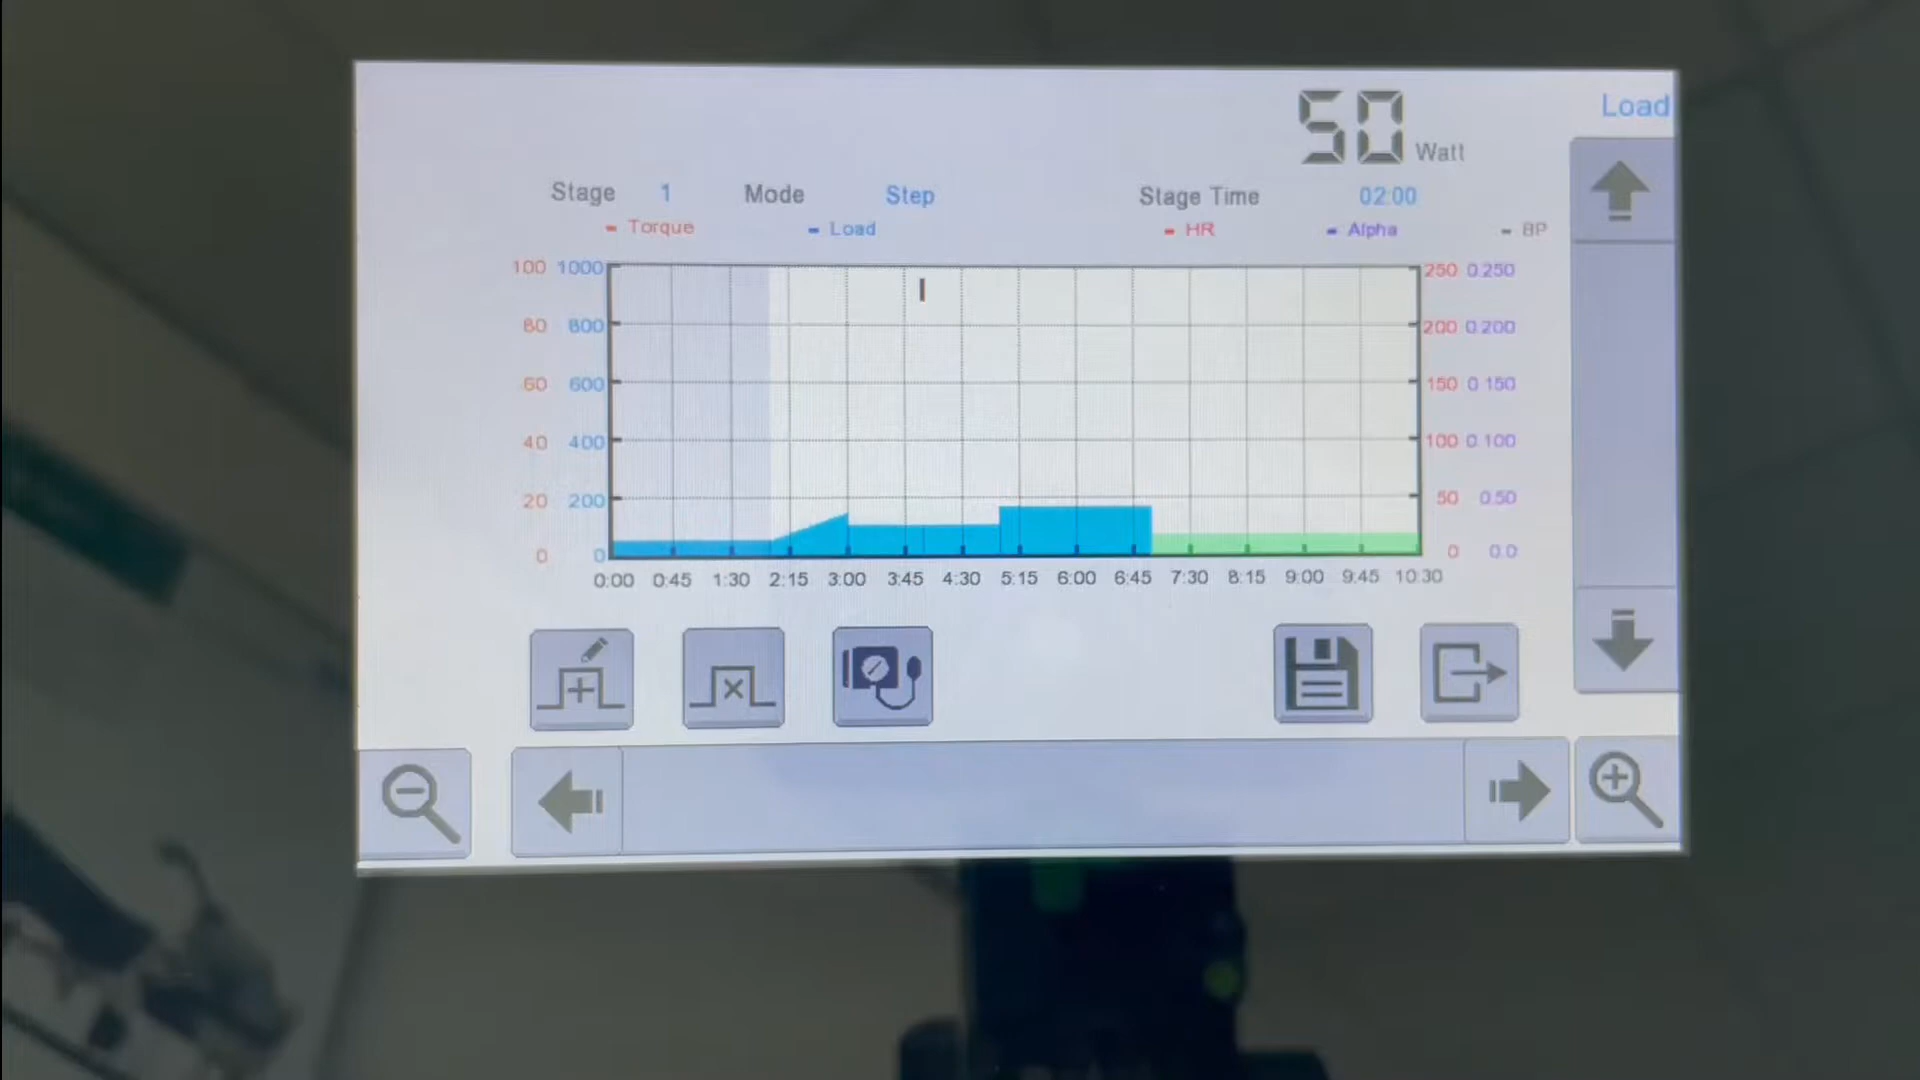 50 Watt Load
Stage 1 Mode Step Stage Time 02:00
Torque Load HR Alpha BP
100 1000 250 0.250
80 800 200 0.200
60 600 150 0.150
40 400 100 0.100
20 200 50 0.50
0 0 0 0.0
0:00 0:45 1:30 2:15 3:00 3:45 4:30 5:15 6:00 6:45 7:30 8:15 9:00 9:45 10:30